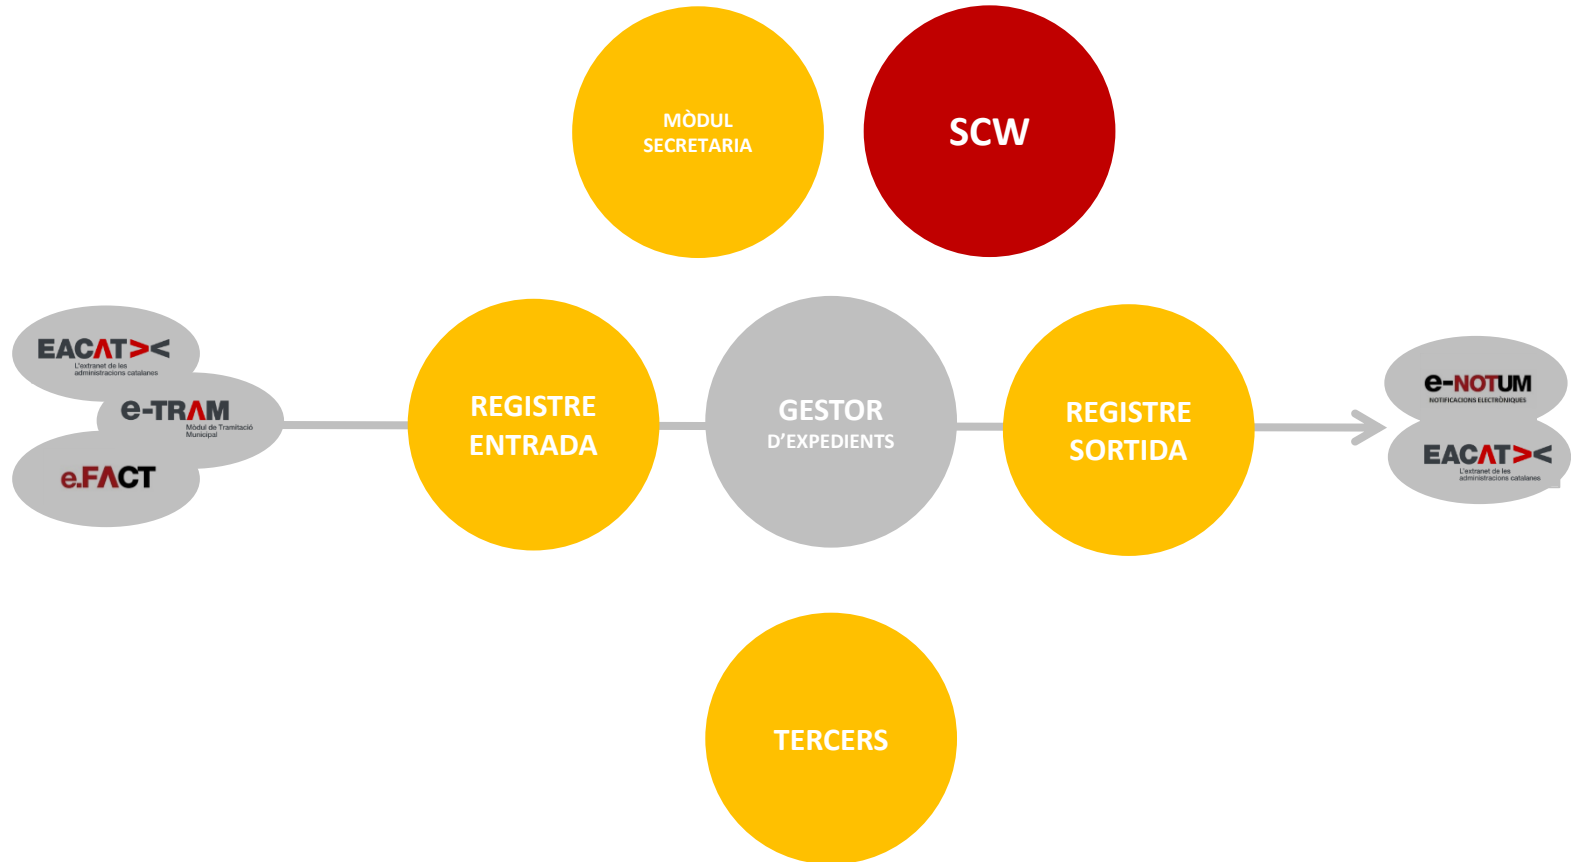 MÒDUL
SECRETARIA
SCW
EACAT
L'extranet de les
administracions catalanes
e-TRAM
Mòdul de Tramitació
Municipal
e.FACT
REGISTRE
ENTRADA
GESTOR
D'EXPEDIENTS
REGISTRE
SORTIDA
e-NOTUM
NOTIFICACIONS ELECTRÒNIQUES
EACAT
L'extranet de les
administracions catalanes
TERCERS